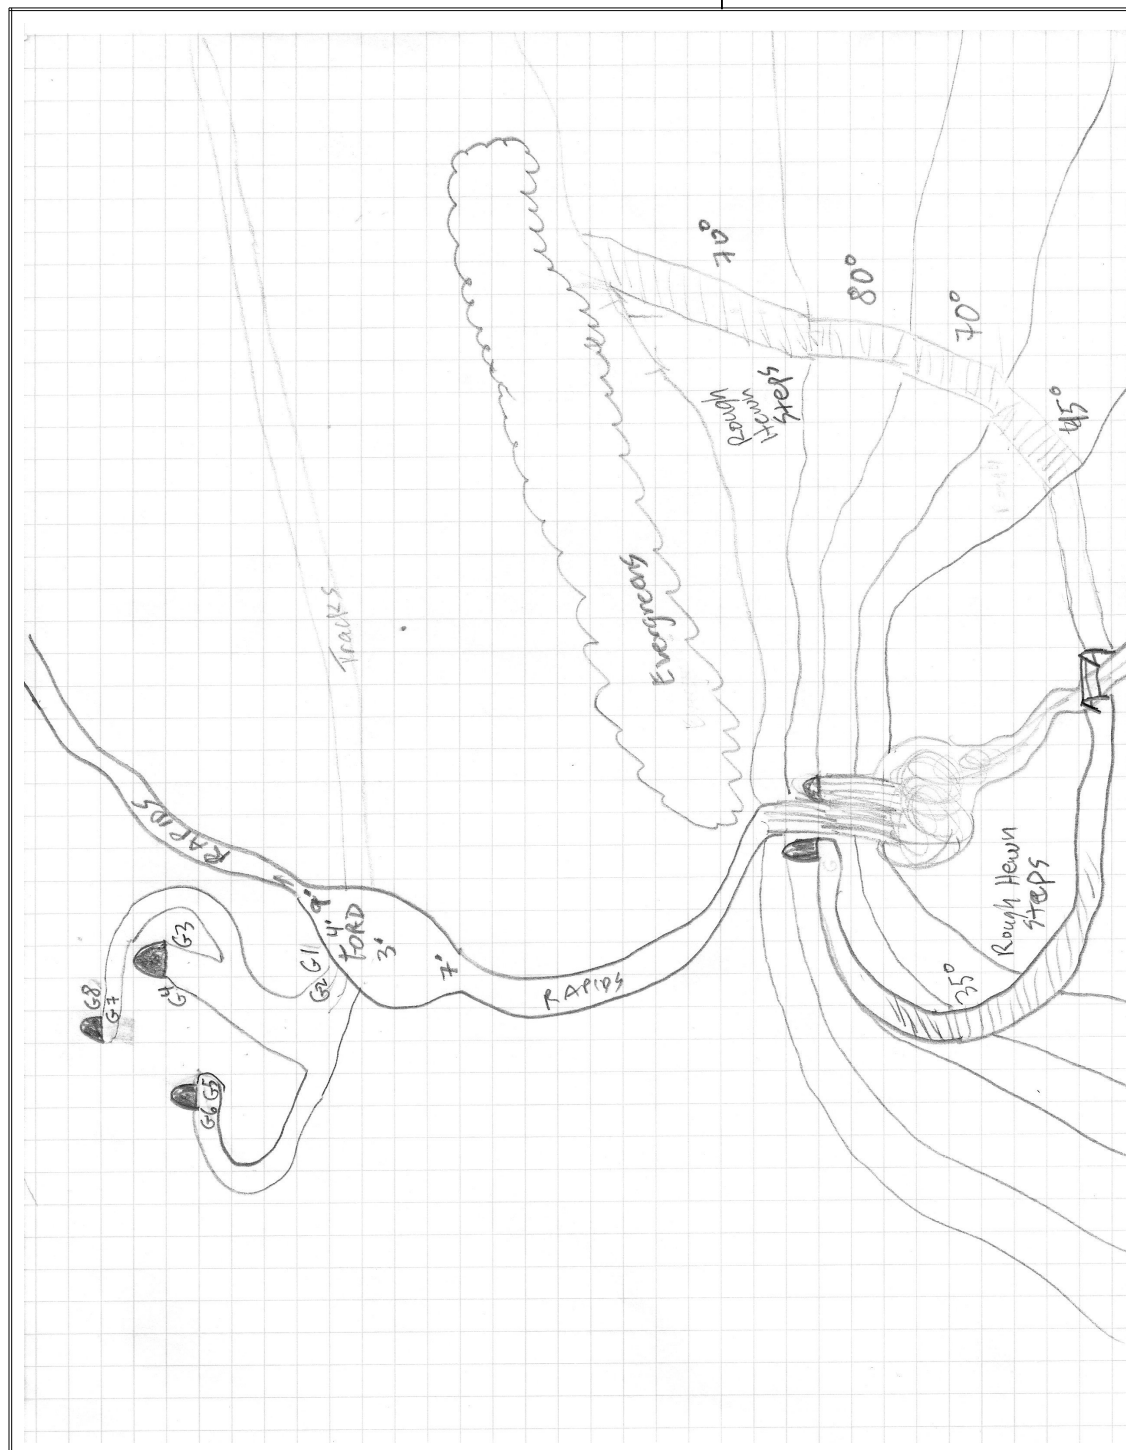 RAPIDS
Tracks
9'
4'
FORD
3'
7'
G1
G2
G3
G4
G5
G6
G7
G8
RAPIDS
Evergreens
70°
80°
70°
45°
Rough
Hewn
Steps
35°
Rough Hewn
Steps